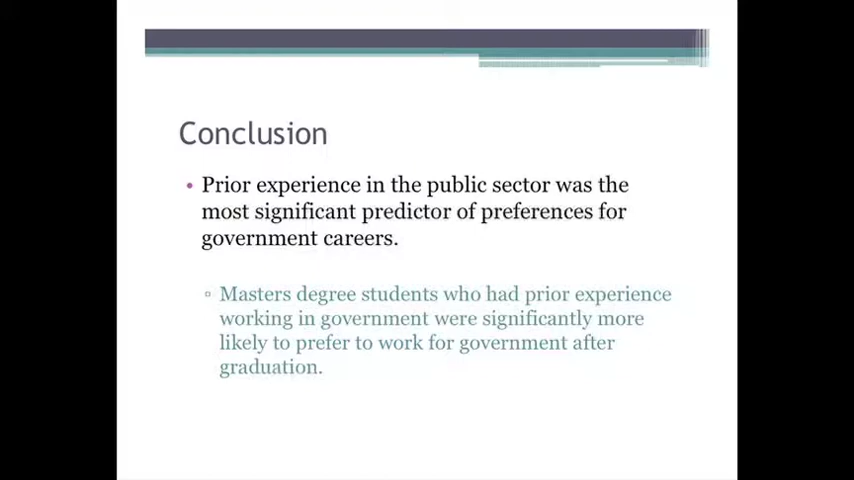 Conclusion
• Prior experience in the public sector was the
most significant predictor of preferences for
government careers.
▫ Masters degree students who had prior experience
working in government were significantly more
likely to prefer to work for government after
graduation.